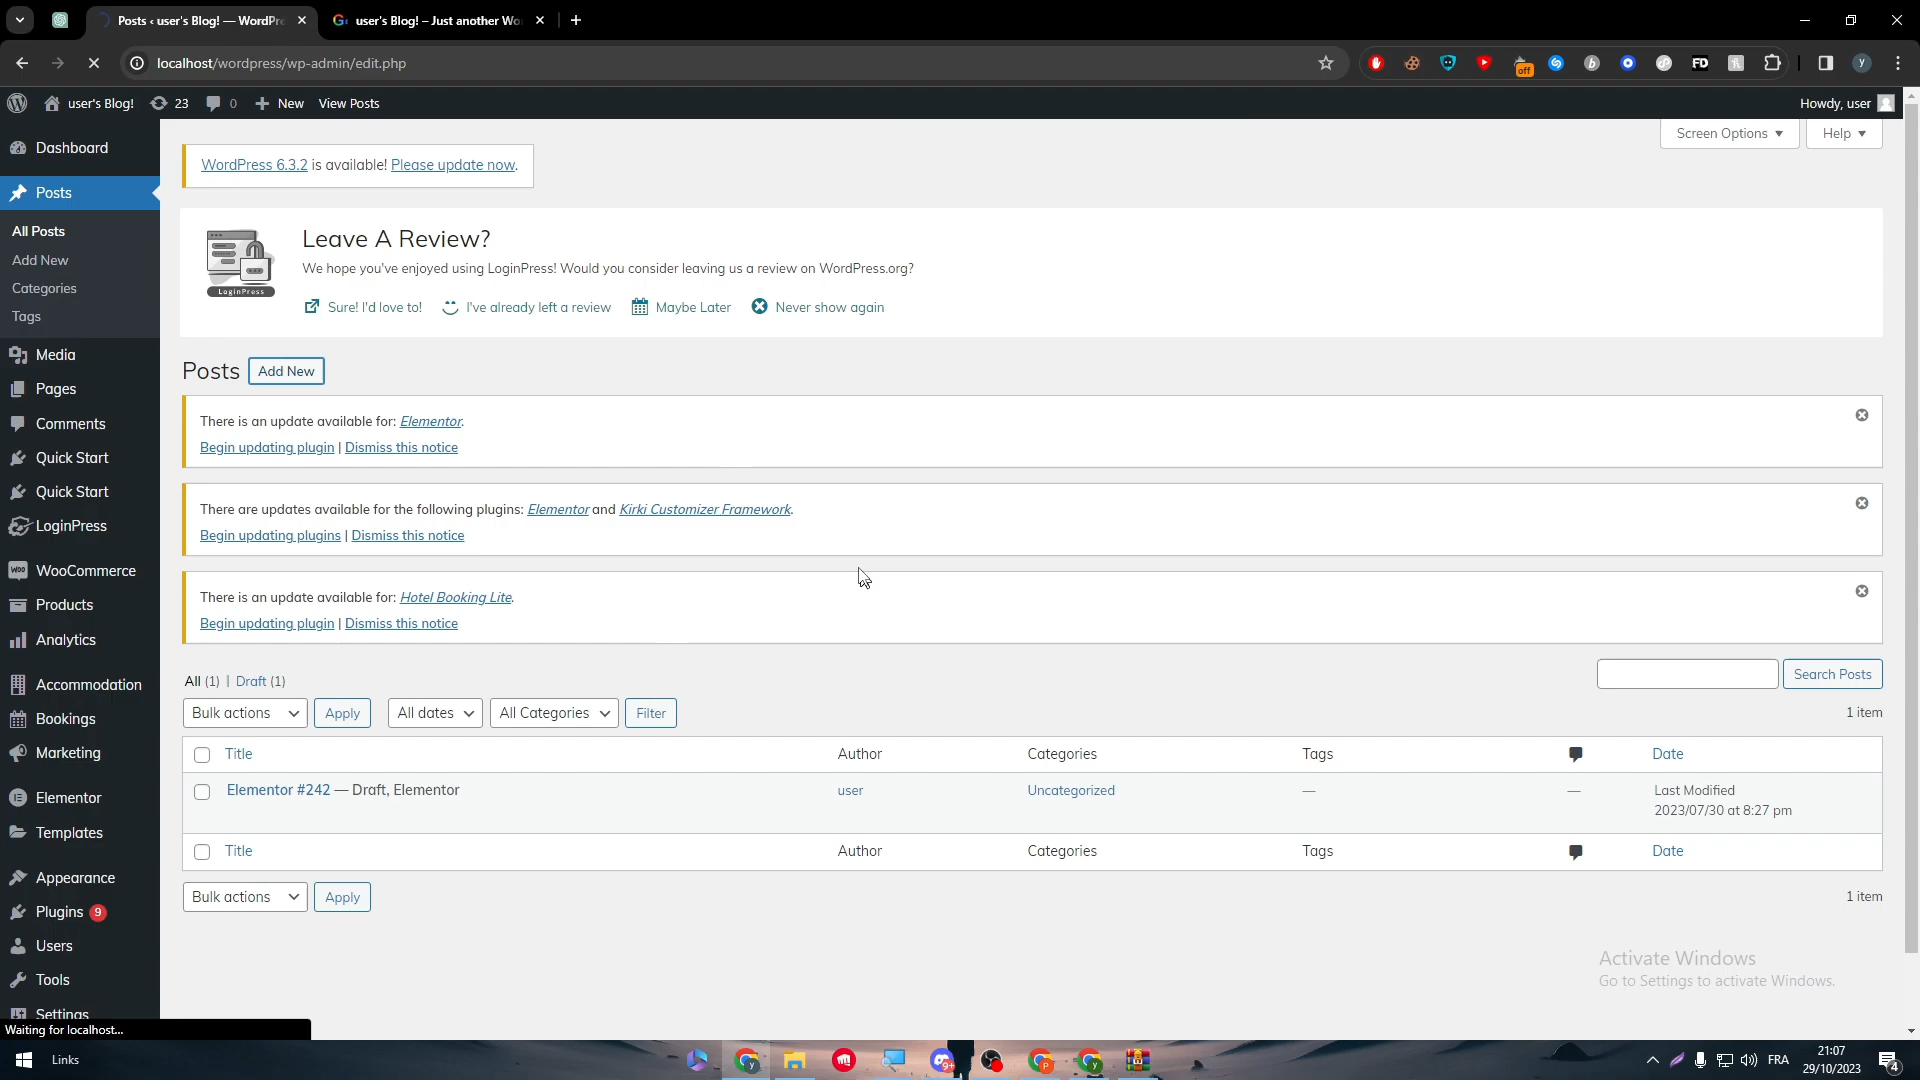 Posts ‹ user's Blog! — WordPr
user's Blog! – Just another Wo
localhost/wordpress/wp-admin/edit.php
off
b
FD
y
user's Blog!
23
0
New
View Posts
Howdy, user
Screen Options
Help
Dashboard
Posts
All Posts
Add New
Categories
Tags
Media
Pages
Comments
Quick Start
Quick Start
LoginPress
WooCommerce
Products
Analytics
Accommodation
Bookings
Marketing
Elementor
Templates
Appearance
Plugins 9
Users
Tools
Settings
WordPress 6.3.2 is available! Please update now.
LoginPress
Leave A Review?
We hope you've enjoyed using LoginPress! Would you consider leaving us a review on WordPress.org?
Sure! I'd love to!
I've already left a review
Maybe Later
Never show again
Posts
Add New
There is an update available for: Elementor.
Begin updating plugin | Dismiss this notice
There are updates available for the following plugins: Elementor and Kirki Customizer Framework.
Begin updating plugins | Dismiss this notice
There is an update available for: Hotel Booking Lite.
Begin updating plugin | Dismiss this notice
All (1) | Draft (1)
Search Posts
Bulk actions
Apply
All dates
All Categories
Filter
1 item
Title
Author
Categories
Tags
Date
Elementor #242 — Draft, Elementor
user
Uncategorized
—
—
Last Modified
2023/07/30 at 8:27 pm
Title
Author
Categories
Tags
Date
Bulk actions
Apply
1 item
Activate Windows
Go to Settings to activate Windows.
Waiting for localhost...
Links
FRA
21:07
29/10/2023
4